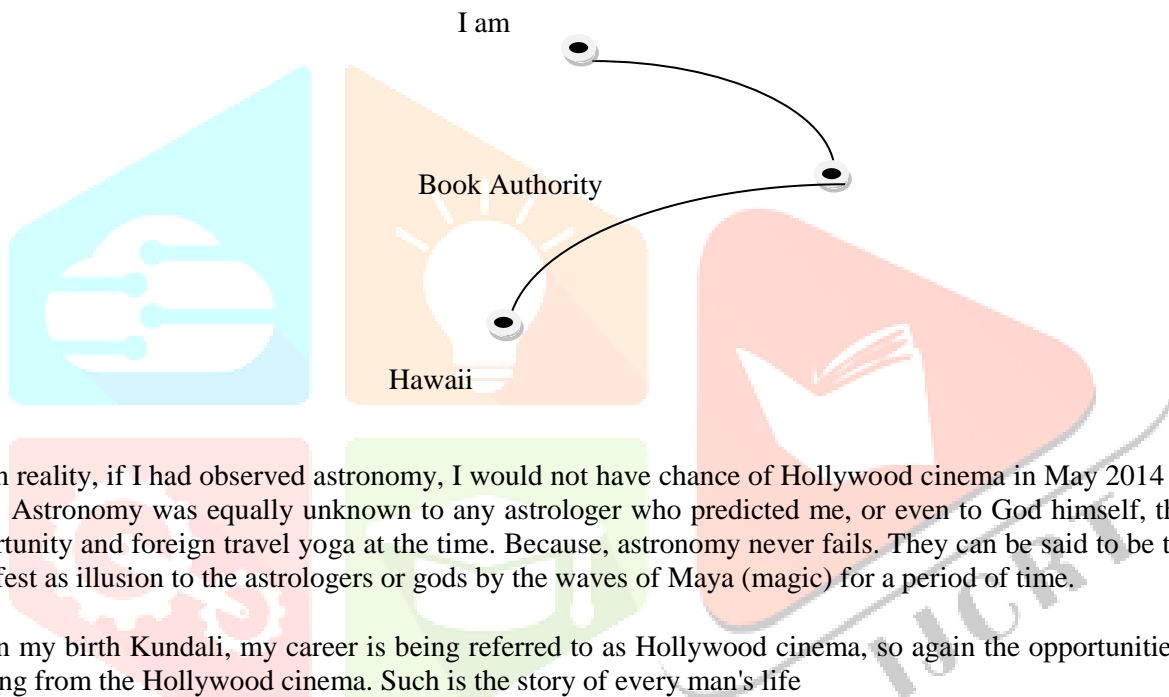 I am
Book Authority
Hawaii
n reality, if I had observed astronomy, I would not have chance of Hollywood cinema in May 2014
Astronomy was equally unknown to any astrologer who predicted me, or even to God himself, th
rtunity and foreign travel yoga at the time. Because, astronomy never fails. They can be said to be t
fest as illusion to the astrologers or gods by the waves of Maya (magic) for a period of time.
n my birth Kundali, my career is being referred to as Hollywood cinema, so again the opportunitie
ng from the Hollywood cinema. Such is the story of every man's life
IJCRT